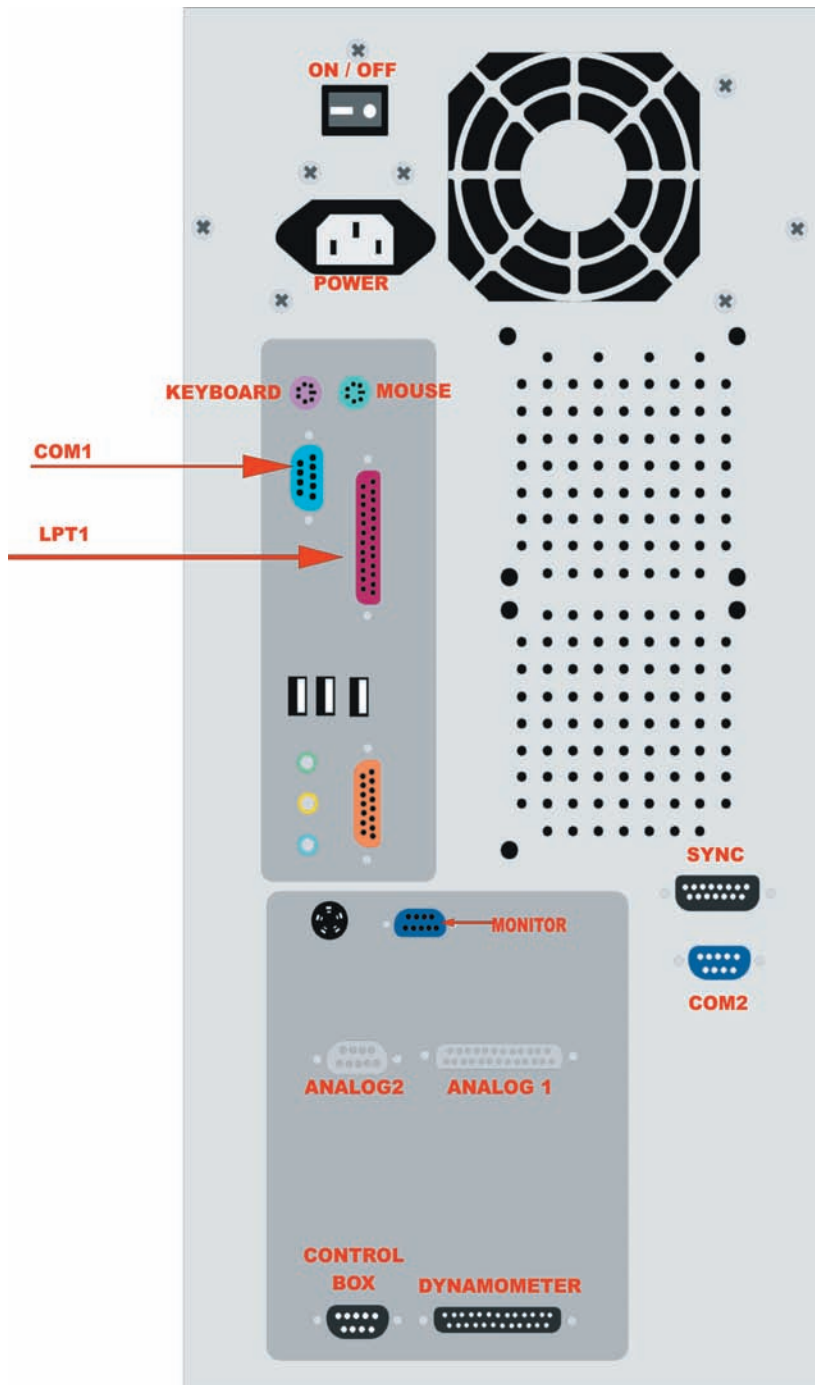 ON / OFF
POWER
KEYBOARD
MOUSE
COM1
LPT1
SYNC
MONITOR
COM2
ANALOG2
ANALOG 1
CONTROL
BOX
DYNAMOMETER